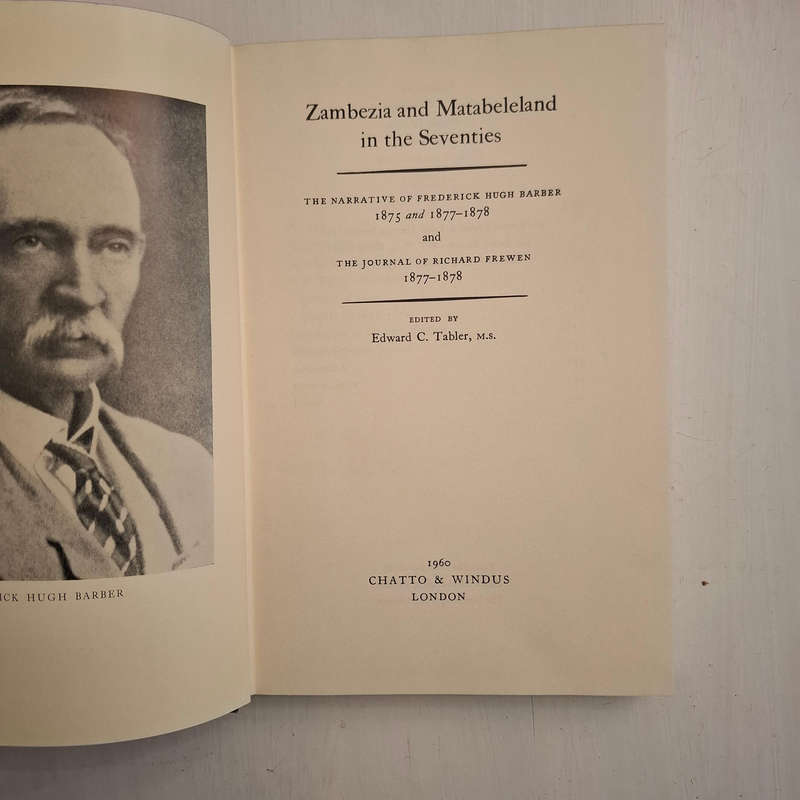 HUGH BARBER
Zambezia and Matabeleland
in the Seventies
THE NARRATIVE OF FREDERICK HUGH BARBER
1875 and 1877–1878
and
THE JOURNAL OF RICHARD FREWEN
1877–1878
EDITED BY
Edward C. Tabler, M.S.
1960
CHATTO & WINDUS
LONDON